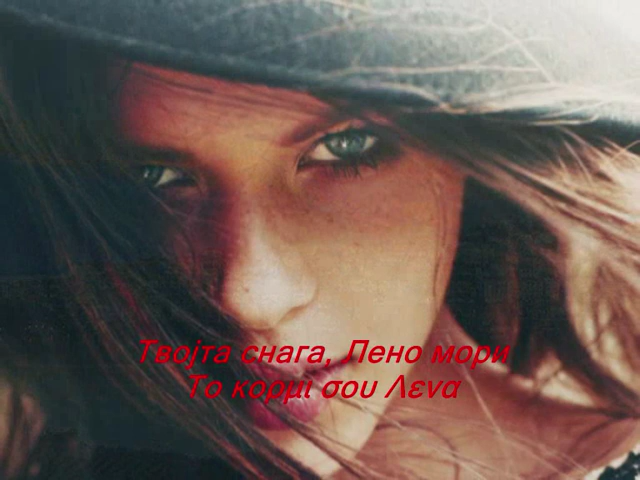 Твојта снага, Лено мори
Το κορμί σου Λενα